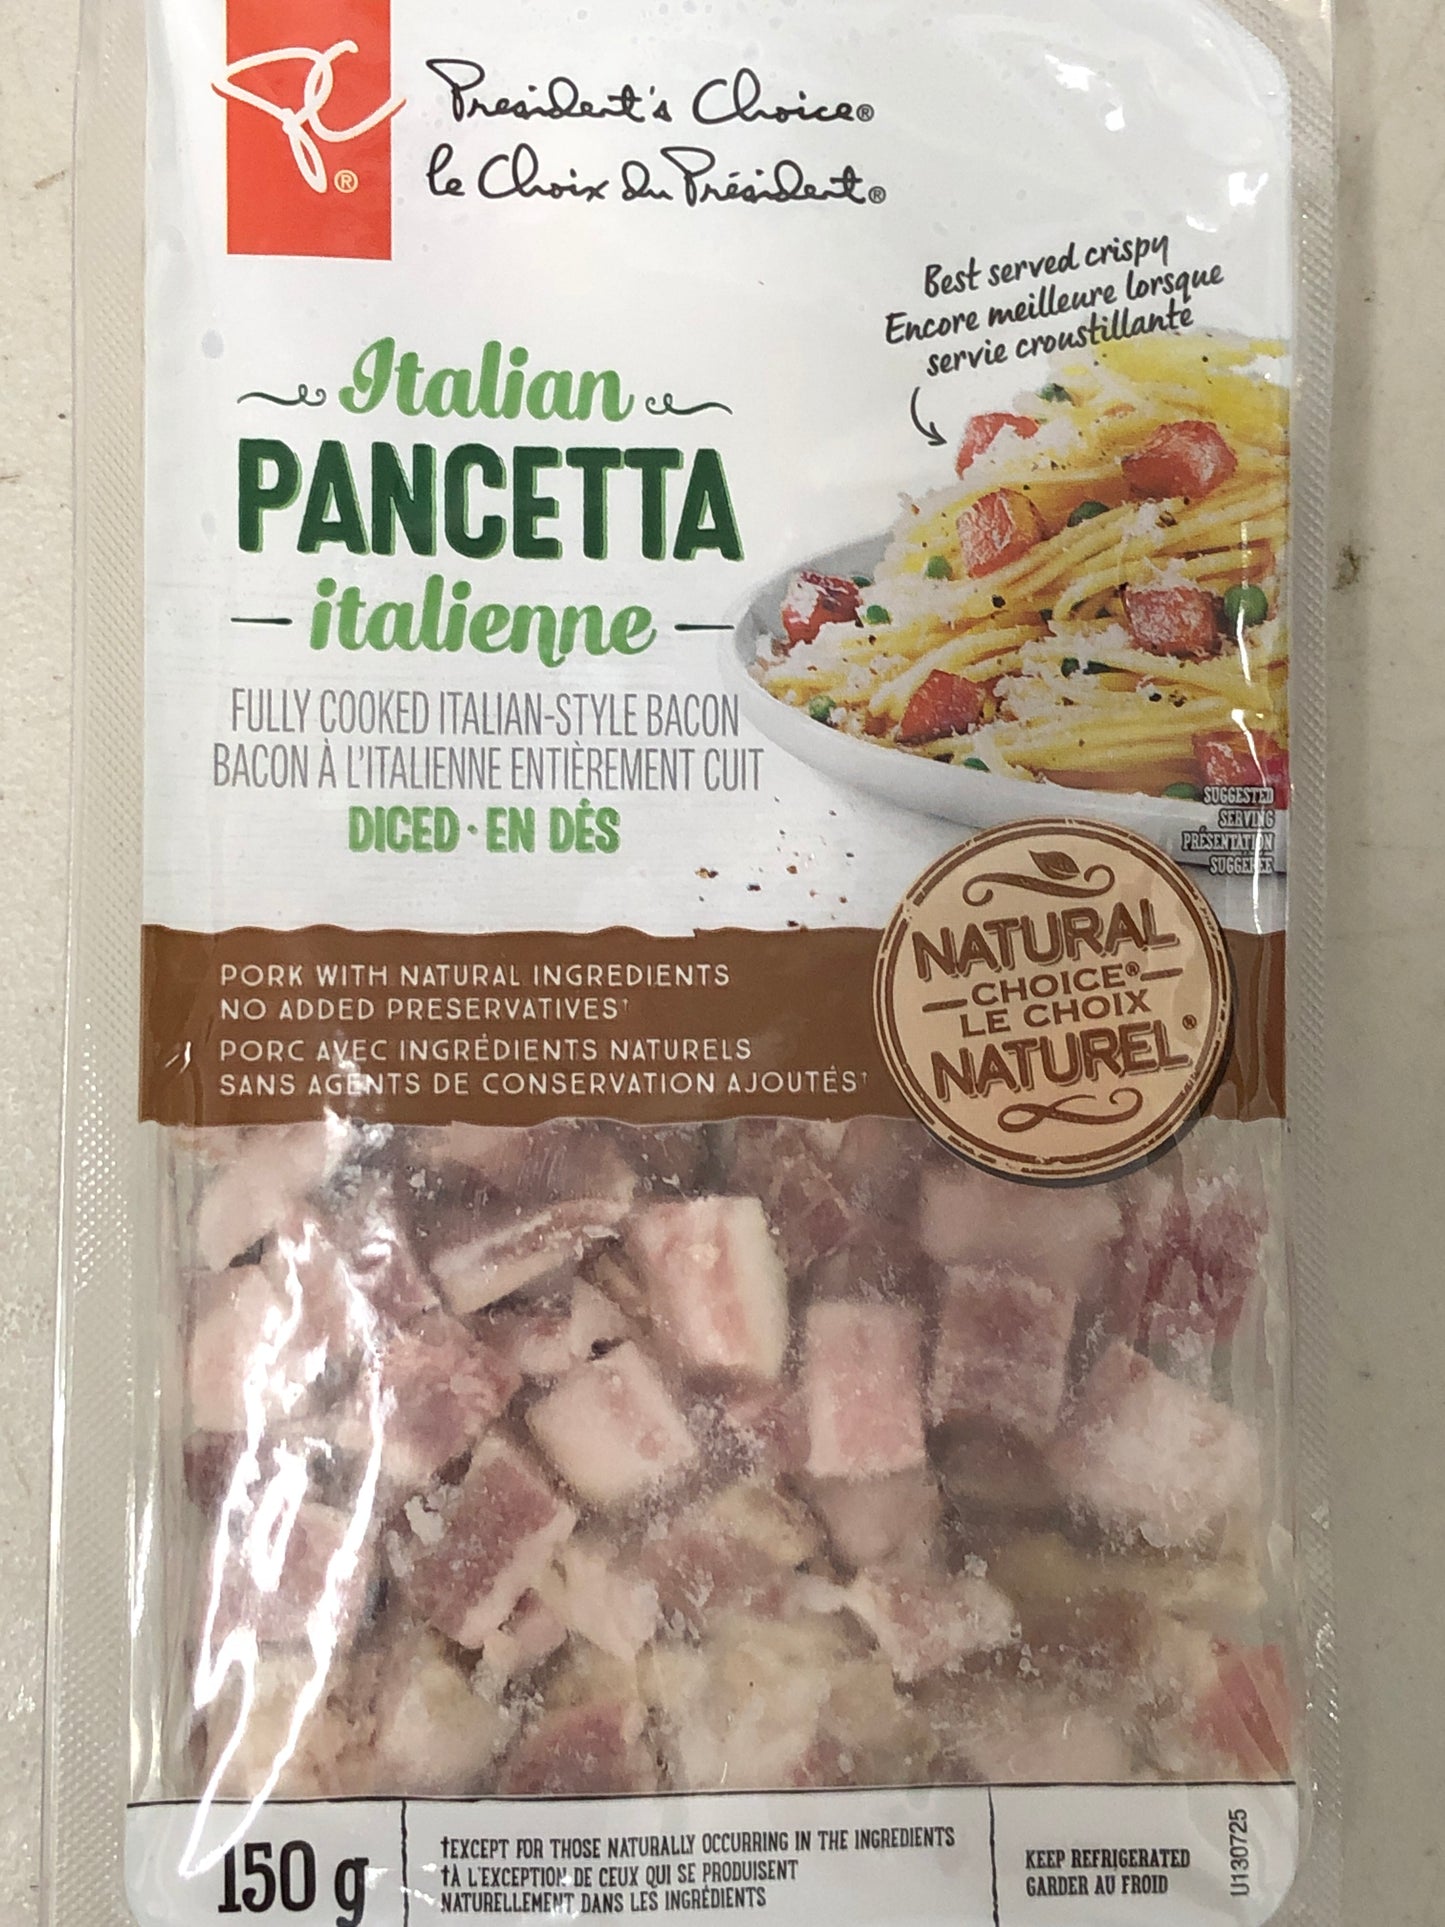 PC®
President's Choice®
le Choix du Président®
Best served crispy
Encore meilleure lorsque
servie croustillante
Italian
PANCETTA
italienne
FULLY COOKED ITALIAN-STYLE BACON
BACON À L'ITALIENNE ENTIÈREMENT CUIT
DICED · EN DÉS
SUGGESTED
SERVING
PRÉSENTATION
SUGGÉRÉE
PORK WITH NATURAL INGREDIENTS
NO ADDED PRESERVATIVES†
PORC AVEC INGRÉDIENTS NATURELS
SANS AGENTS DE CONSERVATION AJOUTÉS†
NATURAL
CHOICE®
LE CHOIX
NATUREL®
150 g
†EXCEPT FOR THOSE NATURALLY OCCURRING IN THE INGREDIENTS
†À L'EXCEPTION DE CEUX QUI SE PRODUISENT
NATURELLEMENT DANS LES INGRÉDIENTS
KEEP REFRIGERATED
GARDER AU FROID
U130725